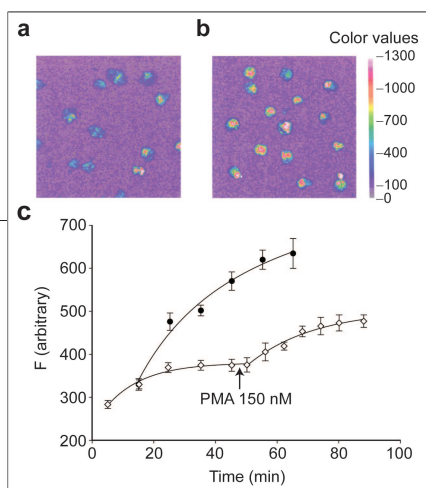 a
b
Color values
–1300
–1000
–700
–400
–100
–0
c
700
600
500
400
300
200
F (arbitrary)
PMA 150 nM
0
20
40
60
80
100
Time (min)